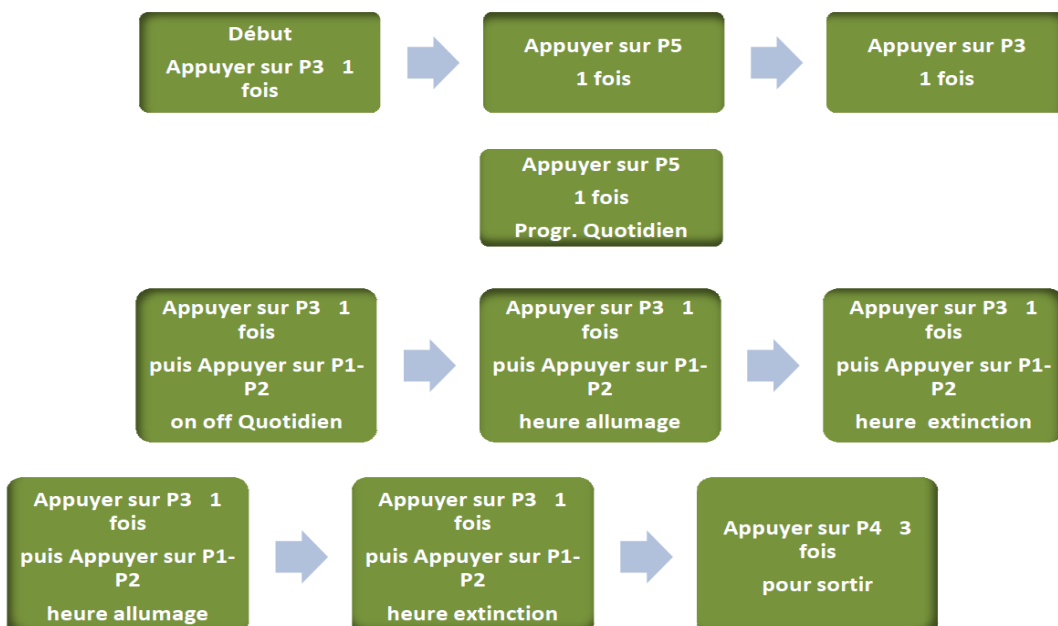 Début
Appuyer sur P3 1
fois
Appuyer sur P5
1 fois
Appuyer sur P3
1 fois
Appuyer sur P5
1 fois
Progr. Quotidien
Appuyer sur P3 1
fois
puis Appuyer sur P1-
P2
on off Quotidien
Appuyer sur P3 1
fois
puis Appuyer sur P1-
P2
heure allumage
Appuyer sur P3 1
fois
puis Appuyer sur P1-
P2
heure extinction
Appuyer sur P3 1
fois
puis Appuyer sur P1-
P2
heure allumage
Appuyer sur P3 1
fois
puis Appuyer sur P1-
P2
heure extinction
Appuyer sur P4 3
fois
pour sortir